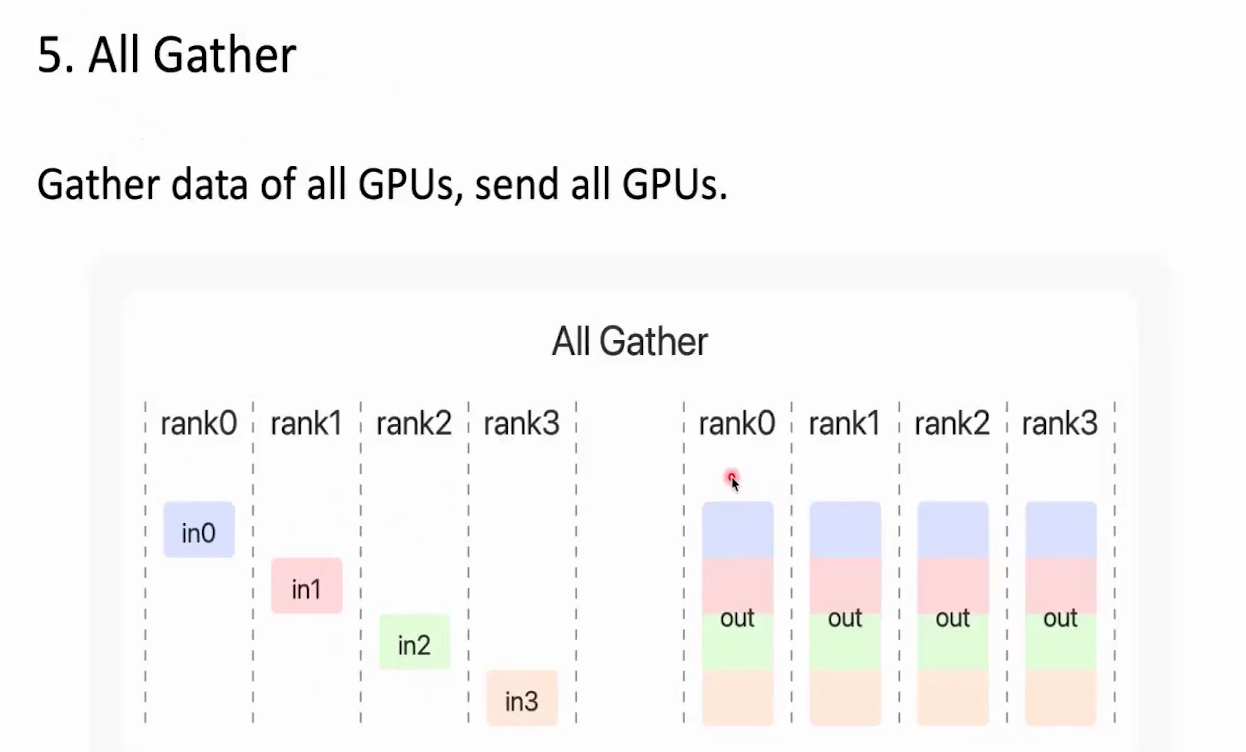 5. All Gather
Gather data of all GPUs, send all GPUs.
All Gather
rank0 rank1 rank2 rank3 rank0 rank1 rank2 rank3
in0
in1
out out out out
in2
in3